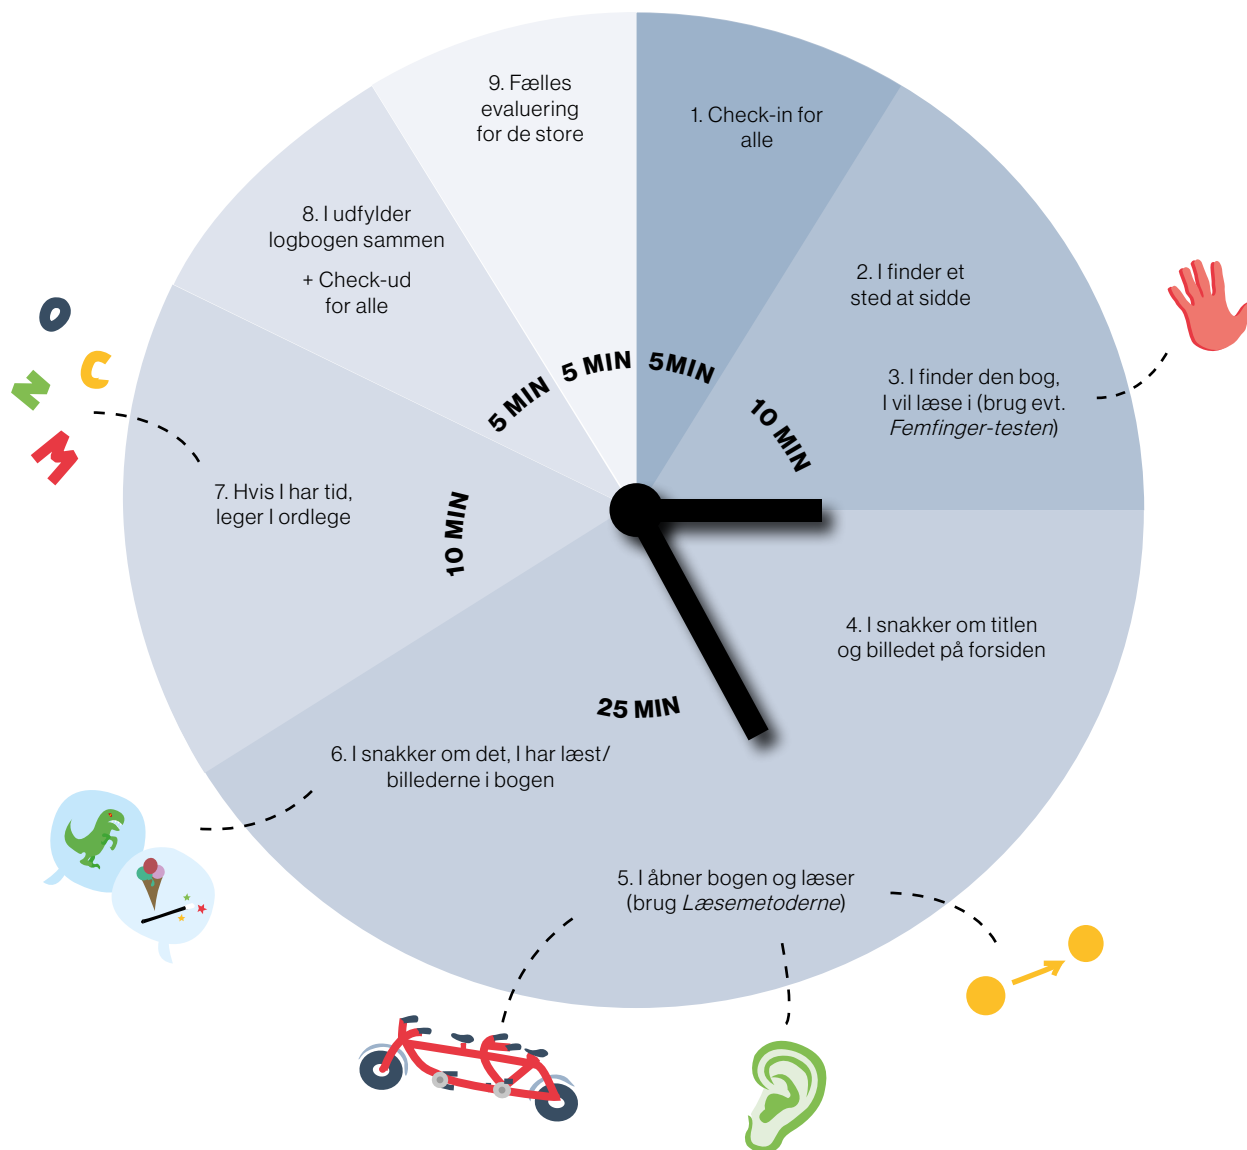 1. Check-in for
alle
5 MIN
2. I finder et
sted at sidde
3. I finder den bog,
I vil læse i (brug evt.
Femfinger-testen)
10 MIN
4. I snakker om titlen
og billedet på forsiden
5. I åbner bogen og læser
(brug Læsemetoderne)
6. I snakker om det, I har læst/
billederne i bogen
25 MIN
7. Hvis I har tid,
leger I ordlege
10 MIN
O
C
N
M
8. I udfylder
logbogen sammen
+ Check-ud
for alle
5 MIN
9. Fælles
evaluering
for de store
5 MIN